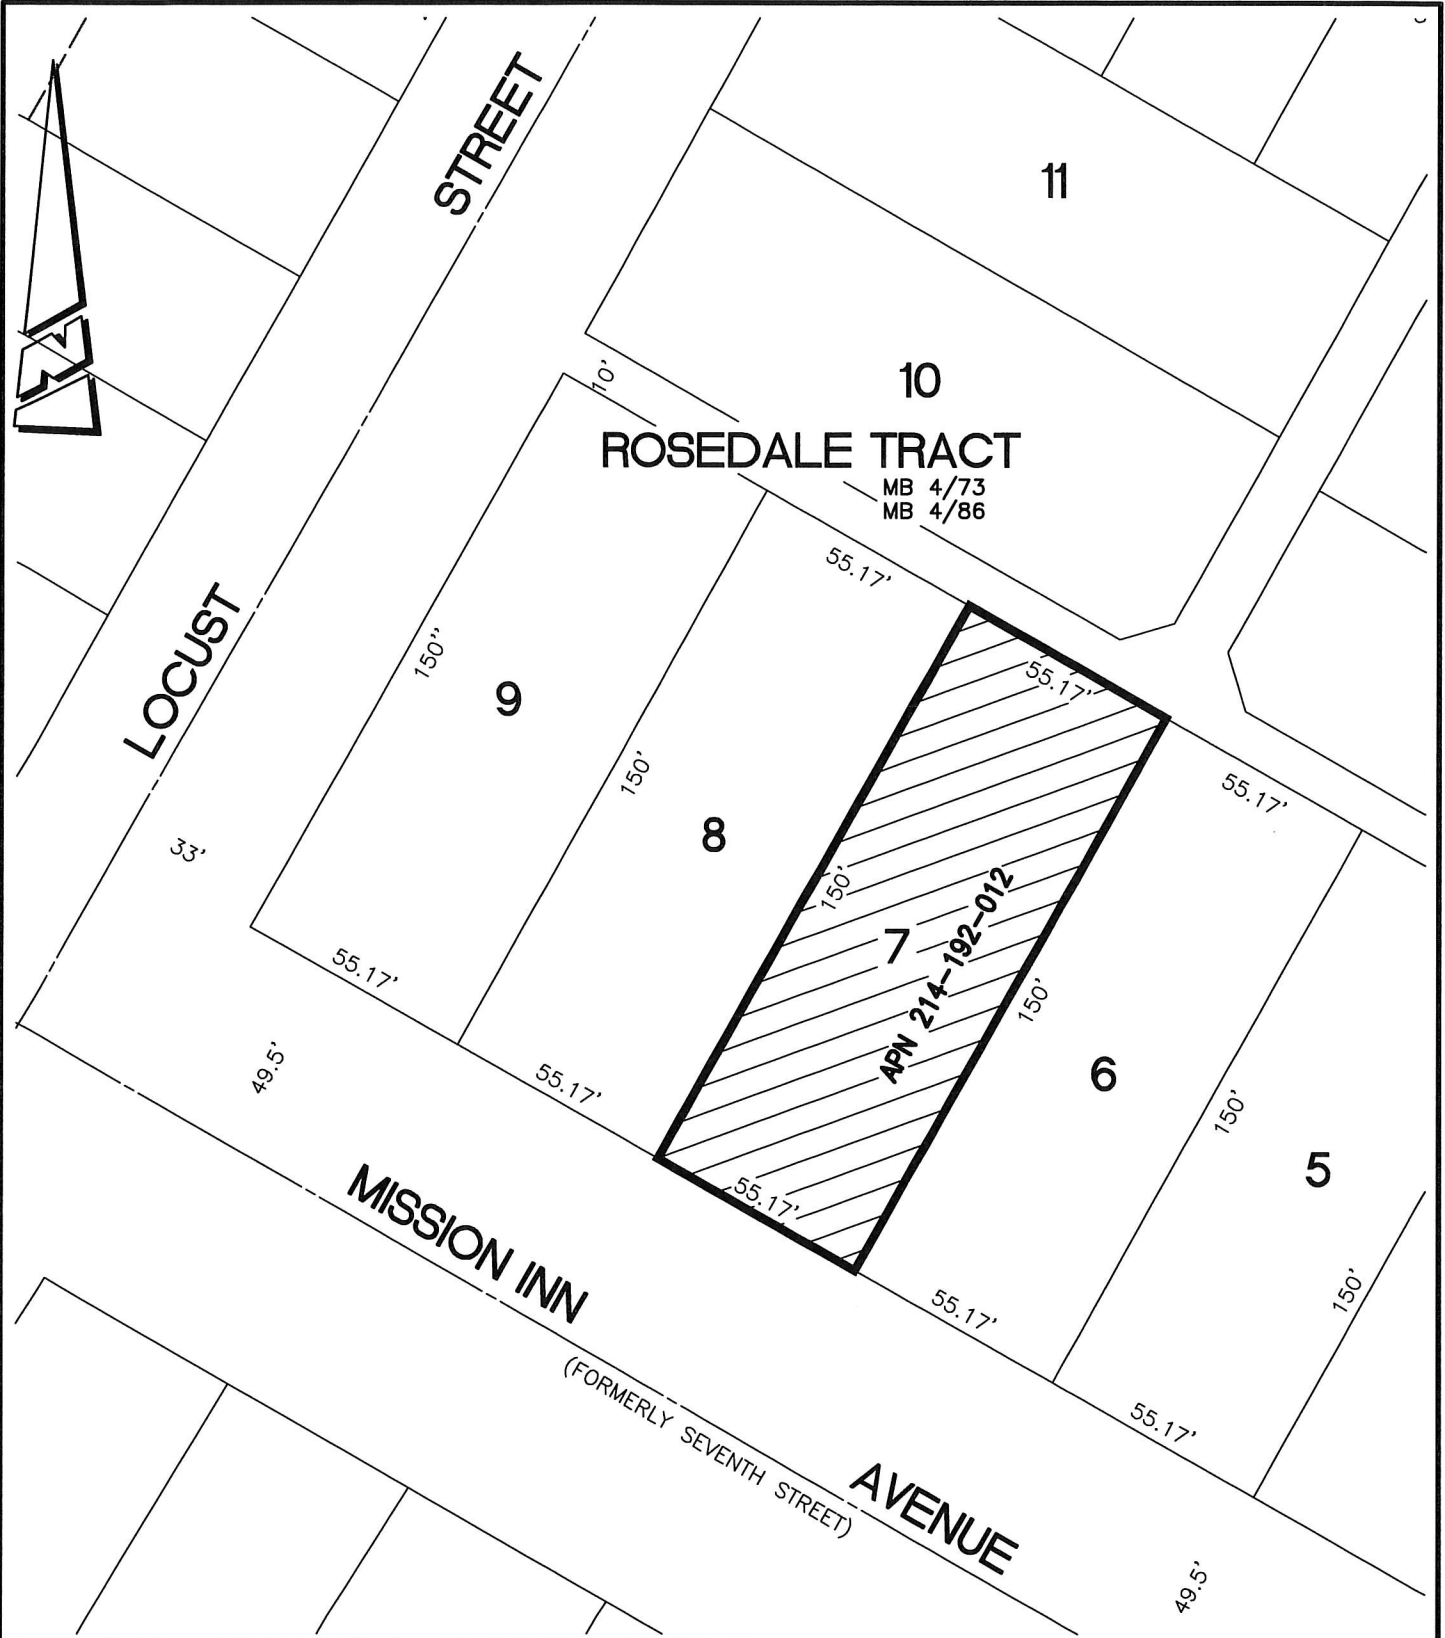 STREET
11
N
10'
10
ROSEDALE TRACT
MB 4/73
MB 4/86
55.17'
LOCUST
150"
9
55.17'
150'
55.17'
33'
8
150'
7
APN 214-192-012
55.17'
150'
49.5'
55.17'
6
150'
5
MISSION INN
55.17'
55.17'
150'
(FORMERLY SEVENTH STREET)
55.17'
AVENUE
49.5'